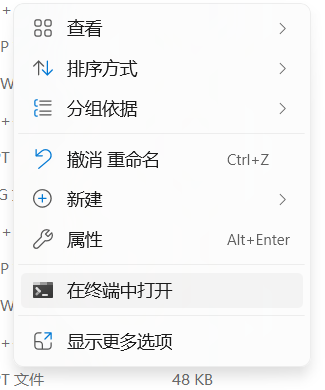 查看
排序方式
分组依据
撤消 重命名 Ctrl+Z
新建
属性 Alt+Enter
在终端中打开
显示更多选项
文件 48 KB